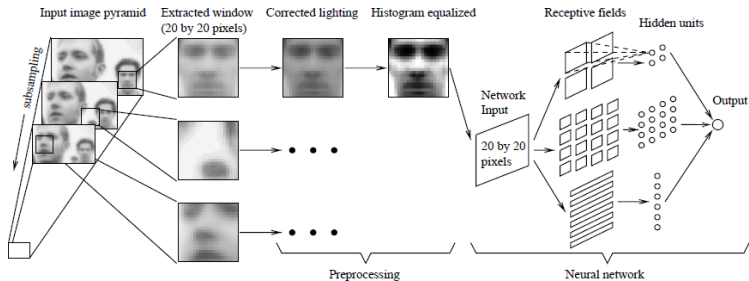 Input image pyramid
Extracted window
(20 by 20 pixels)
Corrected lighting
Histogram equalized
Receptive fields
Hidden units
subsampling
Network
Input
20 by 20
pixels
Output
Preprocessing
Neural network